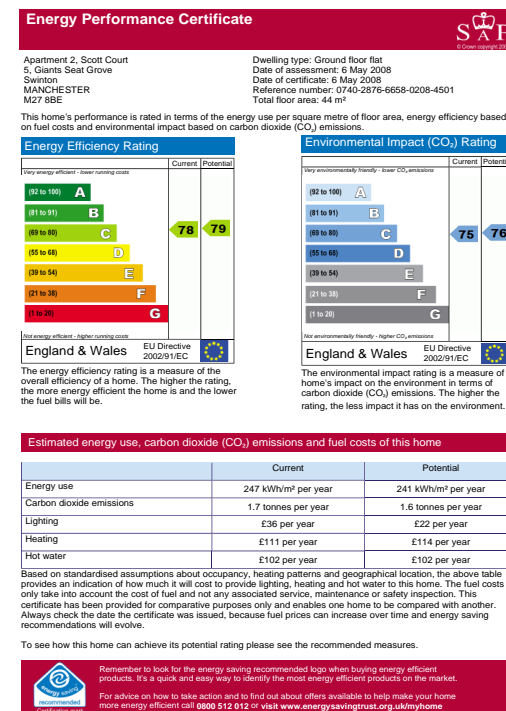 Energy Performance Certificate
SAP
© Crown copyright 200
Apartment 2, Scott Court
5, Giants Seat Grove
Swinton
MANCHESTER
M27 8BE
Dwelling type: Ground floor flat
Date of assessment: 6 May 2008
Date of certificate: 6 May 2008
Reference number: 0740-2876-6658-0208-4501
Total floor area: 44 m²
This home's performance is rated in terms of the energy use per square metre of floor area, energy efficiency based
on fuel costs and environmental impact based on carbon dioxide (CO₂) emissions.
Energy Efficiency Rating
Current Potential
Very energy efficient - lower running costs
(92 to 100) A
(81 to 91) B
(69 to 80) C
78 79
(55 to 68) D
(39 to 54) E
(21 to 38) F
(1 to 20) G
Not energy efficient - higher running costs
England & Wales
EU Directive
2002/91/EC
The energy efficiency rating is a measure of the
overall efficiency of a home. The higher the rating,
the more energy efficient the home is and the lower
the fuel bills will be.
Environmental Impact (CO₂) Rating
Current Potenti
Very environmentally friendly - lower CO₂ emissions
(92 to 100) A
(81 to 91) B
(69 to 80) C
75 76
(55 to 68) D
(39 to 54) E
(21 to 38) F
(1 to 20) G
Not environmentally friendly - higher CO₂ emissions
England & Wales
EU Directive
2002/91/EC
The environmental impact rating is a measure of
home's impact on the environment in terms of
carbon dioxide (CO₂) emissions. The higher the
rating, the less impact it has on the environment.
Estimated energy use, carbon dioxide (CO₂) emissions and fuel costs of this home
Current Potential
Energy use 247 kWh/m² per year 241 kWh/m² per year
Carbon dioxide emissions 1.7 tonnes per year 1.6 tonnes per year
Lighting £36 per year £22 per year
Heating £111 per year £114 per year
Hot water £102 per year £102 per year
Based on standardised assumptions about occupancy, heating patterns and geographical location, the above table
provides an indication of how much it will cost to provide lighting, heating and hot water to this home. The fuel costs
only take into account the cost of fuel and not any associated service, maintenance or safety inspection. This
certificate has been provided for comparative purposes only and enables one home to be compared with another.
Always check the date the certificate was issued, because fuel prices can increase over time and energy saving
recommendations will evolve.
To see how this home can achieve its potential rating please see the recommended measures.
energy saving
recommended
Certification mark
Remember to look for the energy saving recommended logo when buying energy efficient
products. It's a quick and easy way to identify the most energy efficient products on the market.
For advice on how to take action and to find out about offers available to help make your home
more energy efficient call 0800 512 012 or visit www.energysavingtrust.org.uk/myhome